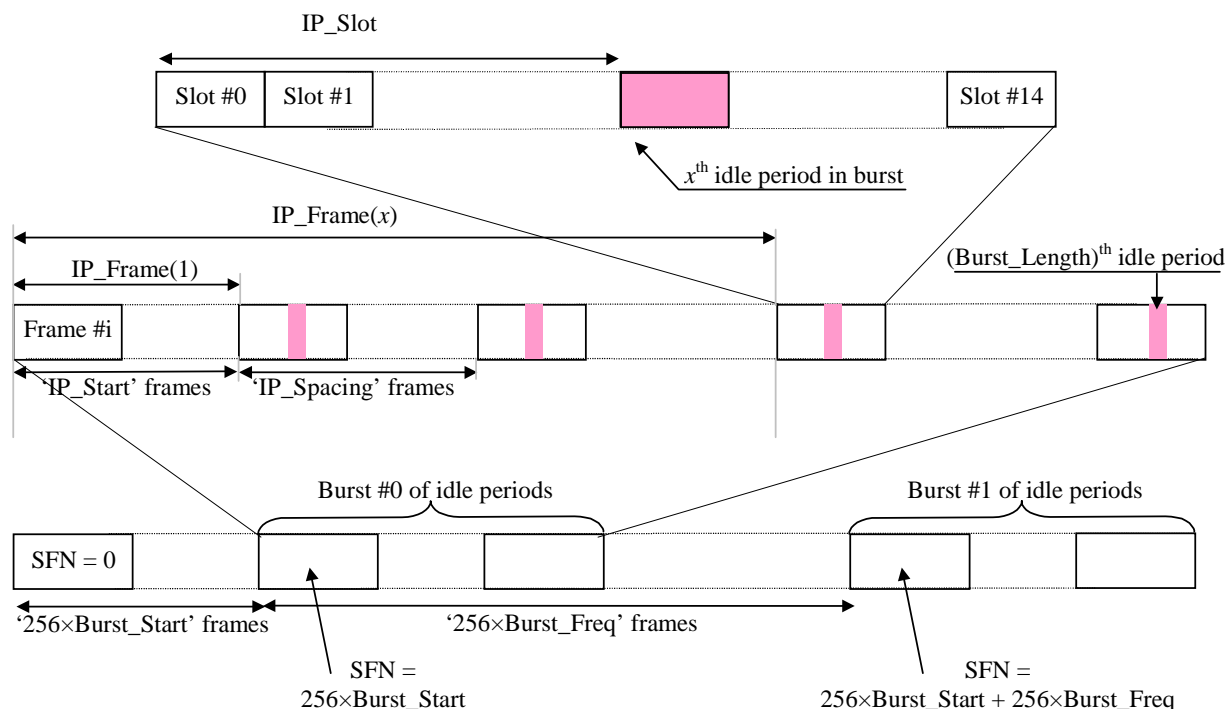 IP_Slot
Slot #0 Slot #1 Slot #14
xth idle period in burst
IP_Frame(x)
IP_Frame(1)
(Burst_Length)th idle period
Frame #i
‘IP_Start’ frames ‘IP_Spacing’ frames
Burst #0 of idle periods Burst #1 of idle periods
SFN = 0
‘256×Burst_Start’ frames ‘256×Burst_Freq’ frames
SFN = SFN =
256×Burst_Start 256×Burst_Start + 256×Burst_Freq